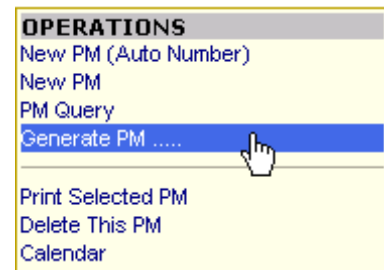 OPERATIONS
New PM (Auto Number)
New PM
PM Query
Generate PM .....
Print Selected PM
Delete This PM
Calendar